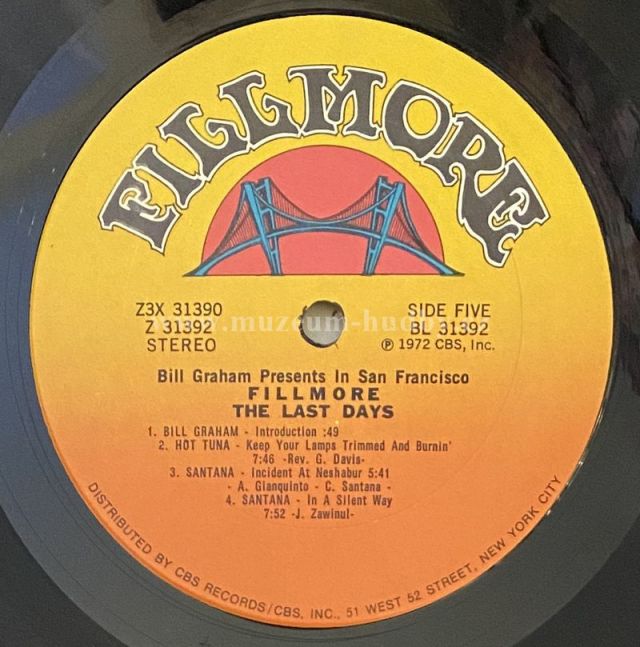 FILLMORE
Z3X 31390
Z 31392
STEREO
SIDE FIVE
BL 31392
℗ 1972 CBS, Inc.
Bill Graham Presents In San Francisco
FILLMORE
THE LAST DAYS
1. BILL GRAHAM - Introduction :49
2. HOT TUNA - Keep Your Lamps Trimmed And Burnin'
7:46 -Rev. G. Davis-
3. SANTANA - Incident At Neshabur 5:41
- A. Gianquinto - C. Santana -
4. SANTANA - In A Silent Way
7:52 -J. Zawinul-
DISTRIBUTED BY CBS RECORDS/CBS, INC., 51 WEST 52 STREET, NEW YORK CITY